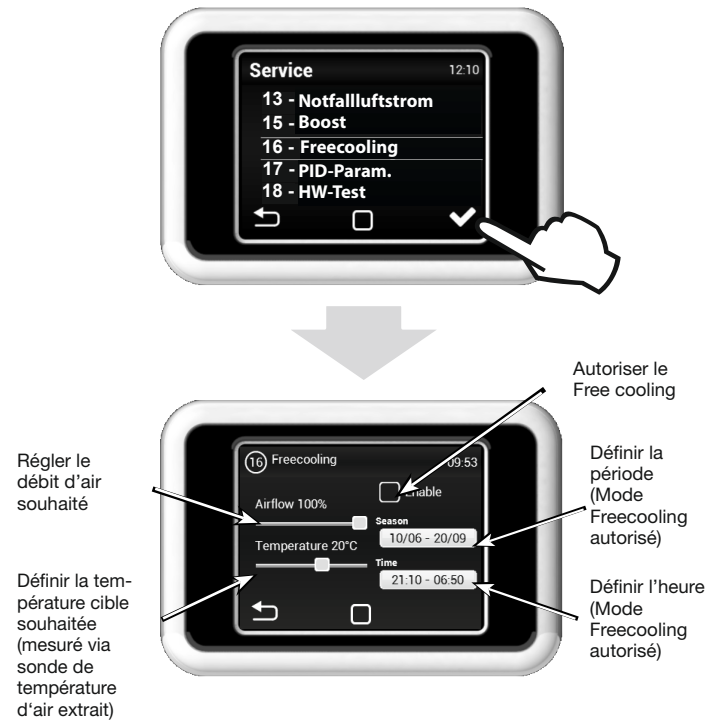 Service 12:10
13 - Notfallluftstrom
15 - Boost
16 - Freecooling
17 - PID-Param.
18 - HW-Test
Autoriser le
Free cooling
Régler le
débit d'air
souhaité
Définir la tem-
pérature cible
souhaitée
(mesuré via
sonde de
température
d'air extrait)
16 Freecooling 09:53
Enable
Airflow 100%
Season
10/06 - 20/09
Temperature 20°C
Time
21:10 - 06:50
Définir la
période
(Mode
Freecooling
autorisé)
Définir l'heure
(Mode
Freecooling
autorisé)